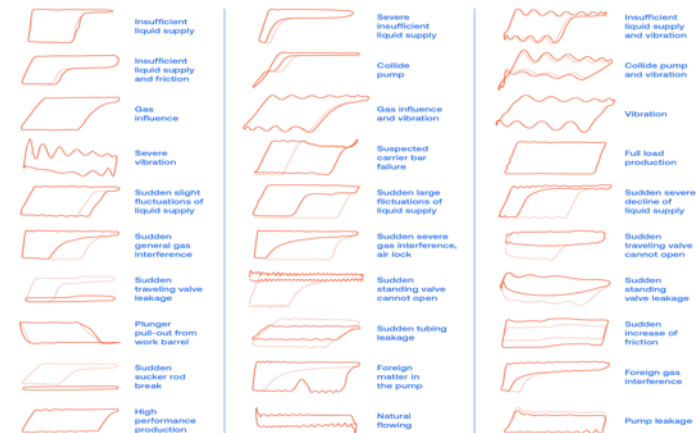 Insufficient
liquid supply
Insufficient
liquid supply
and friction
Gas
influence
Severe
vibration
Sudden slight
fluctuations of
liquid supply
Sudden
general gas
interference
Sudden
traveling valve
leakage
Plunger
pull-out from
work barrel
Sudden
sucker rod
break
High
performance
production
Severe
insufficient
liquid supply
Collide
pump
Gas influence
and vibration
Suspected
carrier bar
failure
Sudden large
flictuations of
liquid supply
Sudden severe
gas interference,
air lock
Sudden
standing valve
cannot open
Sudden tubing
leakage
Foreign
matter in
the pump
Natural
flowing
Insufficient
liquid supply
and vibration
Collide pump
and vibration
Vibration
Full load
production
Sudden severe
decline of
liquid supply
Sudden
traveling valve
cannot open
Sudden
standing
valve leakage
Sudden
increase of
friction
Foreign gas
interference
Pump leakage